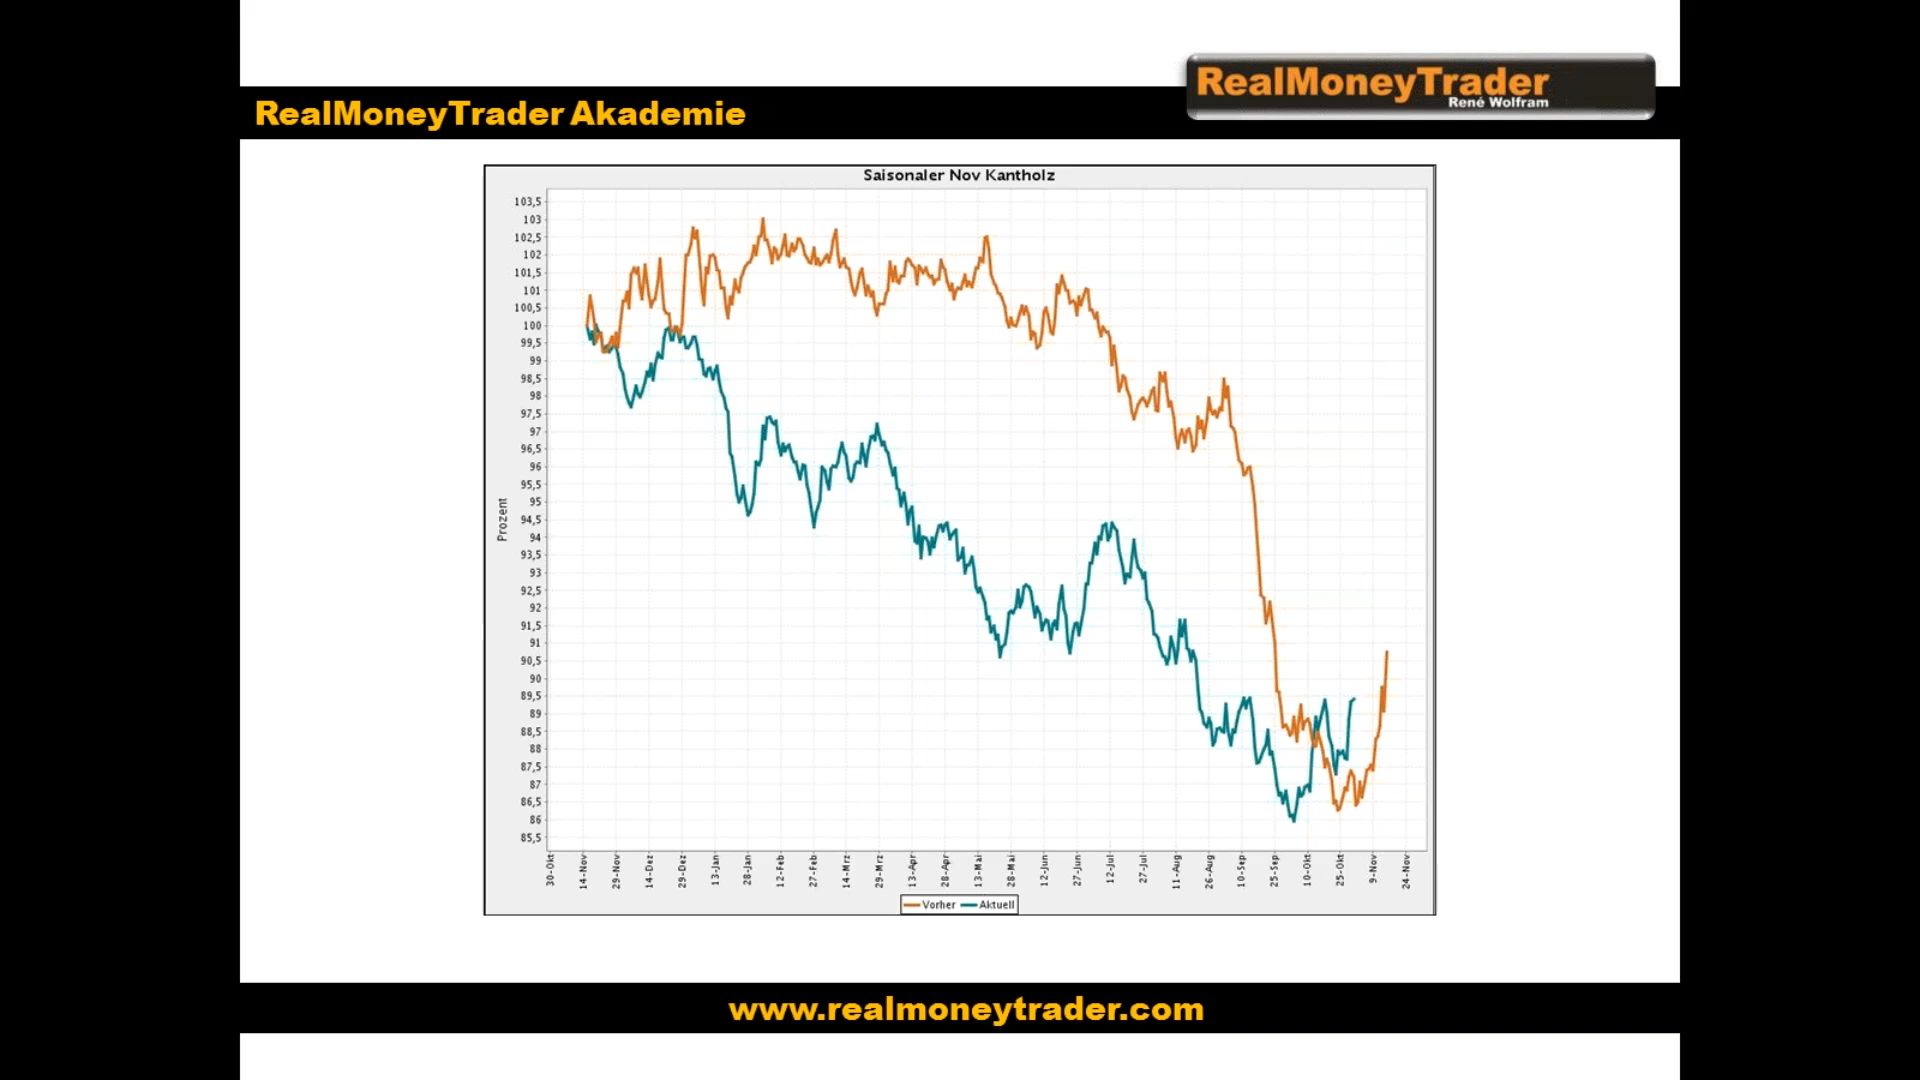 RealMoneyTrader
René Wolfram
RealMoneyTrader Akademie
Saisonaler Nov Kantholz
103,5
103
102,5
102
101,5
101
100,5
100
99,5
99
98,5
98
97,5
97
96,5
96
95,5
95
94,5
94
93,5
93
92,5
92
91,5
91
90,5
90
89,5
89
88,5
88
87,5
87
86,5
86
85,5
Prozent
30-Okt
14-Nov
29-Nov
14-Dez
29-Dez
13-Jan
28-Jan
12-Feb
27-Feb
14-Mrz
29-Mrz
13-Apr
28-Apr
13-Mai
28-Mai
12-Jun
27-Jun
12-Jul
27-Jul
11-Aug
26-Aug
10-Sep
25-Sep
10-Okt
25-Okt
9-Nov
24-Nov
Vorher Aktuell
www.realmoneytrader.com